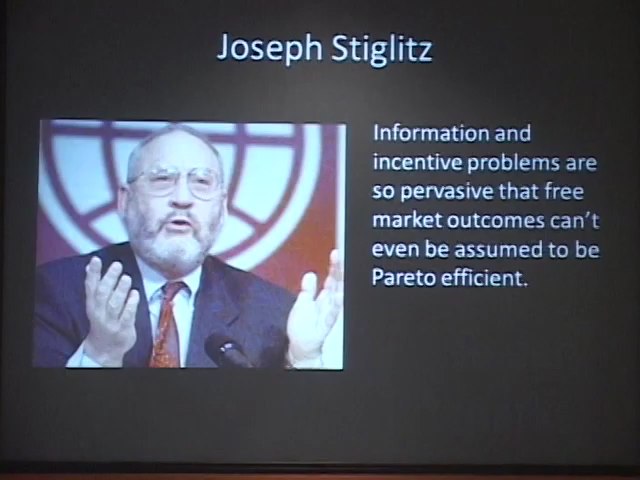 Joseph Stiglitz
Information and
incentive problems are
so pervasive that free
market outcomes can't
even be assumed to be
Pareto efficient.